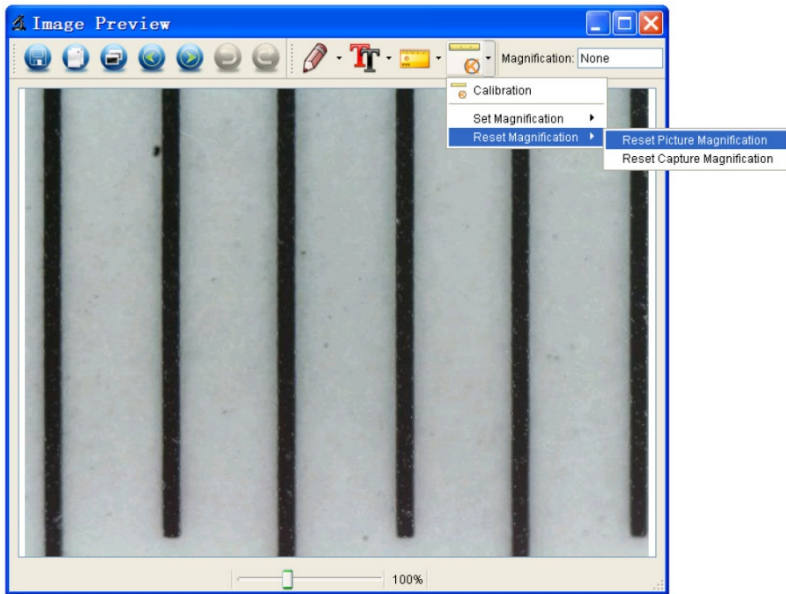 Image Preview
Magnification: None
Calibration
Set Magnification
Reset Magnification
Reset Picture Magnification
Reset Capture Magnification
100%